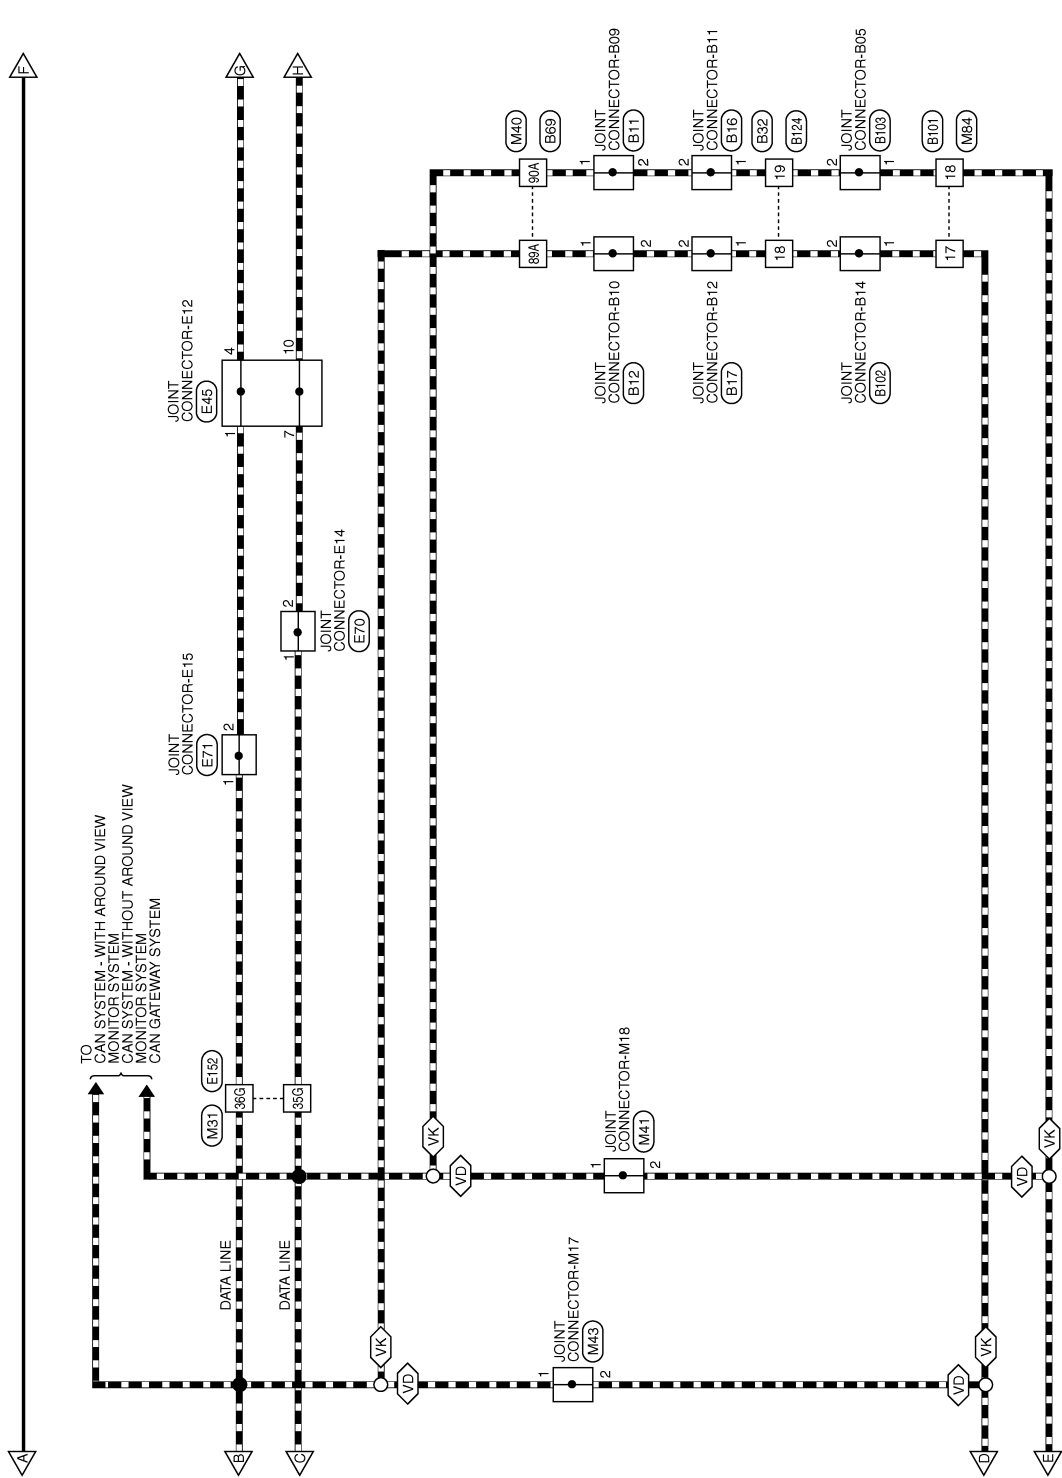 A
F
TO
CAN SYSTEM - WITH AROUND VIEW
MONITOR SYSTEM
CAN SYSTEM - WITHOUT AROUND VIEW
MONITOR SYSTEM
CAN GATEWAY SYSTEM
JOINT
CONNECTOR-E15
E71
JOINT
CONNECTOR-E12
E45
M31
E152
DATA LINE
B
36G
1
2
1
4
G
DATA LINE
C
35G
1
2
7
10
H
JOINT
CONNECTOR-E14
E70
VK
VD
VK
VD
M40
B69
89A
90A
JOINT
CONNECTOR-M17
M43
1
2
JOINT
CONNECTOR-M18
M41
1
2
JOINT
CONNECTOR-B10
B12
1
2
JOINT
CONNECTOR-B09
B11
1
2
JOINT
CONNECTOR-B12
B17
2
1
JOINT
CONNECTOR-B11
B16
2
1
B32
B124
18
19
JOINT
CONNECTOR-B14
B102
2
1
JOINT
CONNECTOR-B05
B103
2
1
B101
M84
17
18
VD
VK
D
VD
VK
E